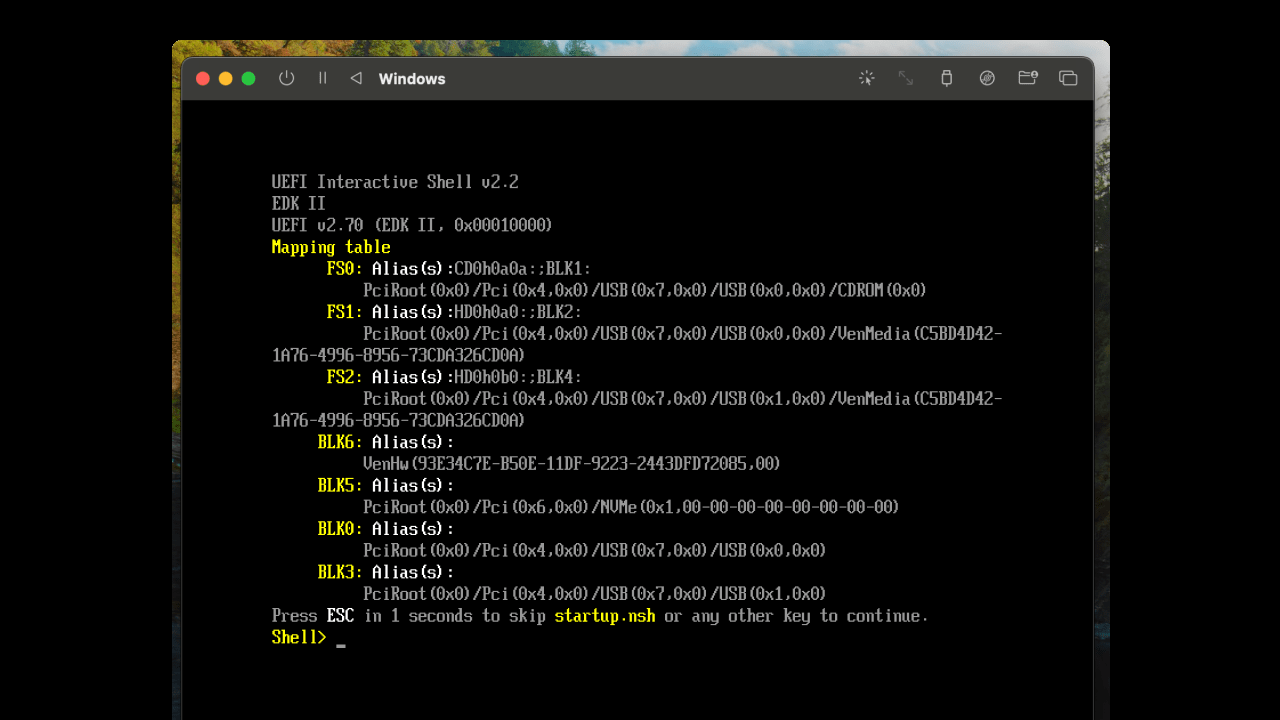 Windows
UEFI Interactive Shell v2.2
EDK II
UEFI v2.70 (EDK II, 0x00010000)
Mapping table
FS0: Alias(s):CD0h0a0a:;BLK1:
PciRoot(0x0)/Pci(0x4,0x0)/USB(0x7,0x0)/USB(0x0,0x0)/CDROM(0x0)
FS1: Alias(s):HD0h0a0:;BLK2:
PciRoot(0x0)/Pci(0x4,0x0)/USB(0x7,0x0)/USB(0x0,0x0)/VenMedia(C5BD4D42-
1A76-4996-8956-73CDA326CD0A)
FS2: Alias(s):HD0h0b0:;BLK4:
PciRoot(0x0)/Pci(0x4,0x0)/USB(0x7,0x0)/USB(0x1,0x0)/VenMedia(C5BD4D42-
1A76-4996-8956-73CDA326CD0A)
BLK6: Alias(s):
VenHw(93E34C7E-B50E-11DF-9223-2443DFD72085,00)
BLK5: Alias(s):
PciRoot(0x0)/Pci(0x6,0x0)/NVMe(0x1,00-00-00-00-00-00-00-00)
BLK0: Alias(s):
PciRoot(0x0)/Pci(0x4,0x0)/USB(0x7,0x0)/USB(0x0,0x0)
BLK3: Alias(s):
PciRoot(0x0)/Pci(0x4,0x0)/USB(0x7,0x0)/USB(0x1,0x0)
Press ESC in 1 seconds to skip startup.nsh or any other key to continue.
Shell> _